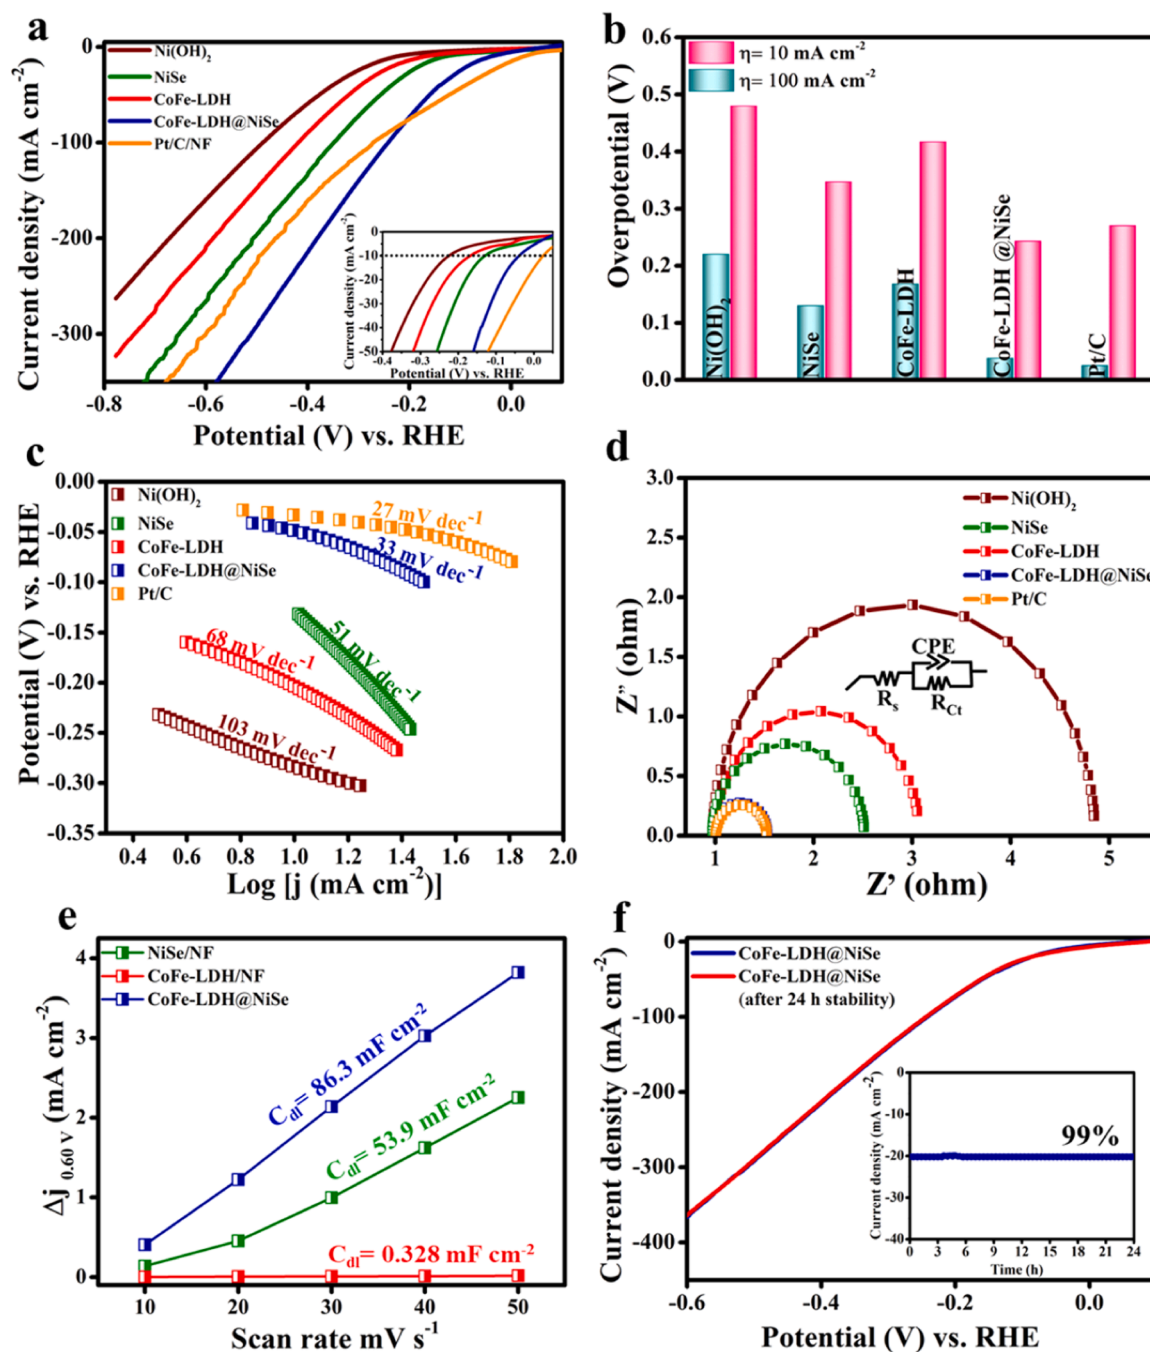 a
Ni(OH)₂
NiSe
CoFe-LDH
CoFe-LDH@NiSe
Pt/C/NF
0
-100
-200
-300
Current density (mA cm⁻²)
-0.8
-0.6
-0.4
-0.2
0.0
Potential (V) vs. RHE
0
-10
-20
-30
-40
-50
Current density (mA cm⁻²)
-0.4
-0.3
-0.2
-0.1
0.0
Potential (V) vs. RHE
b
η= 10 mA cm⁻²
η= 100 mA cm⁻²
0.6
0.5
0.4
0.3
0.2
0.1
0.0
Overpotential (V)
Ni(OH)₂
NiSe
CoFe-LDH
CoFe-LDH@NiSe
Pt/C
c
Ni(OH)₂
NiSe
CoFe-LDH
CoFe-LDH@NiSe
Pt/C
0.00
-0.05
-0.10
-0.15
-0.20
-0.25
-0.30
-0.35
Potential (V) vs. RHE
27 mV dec⁻¹
33 mV dec⁻¹
51 mV dec⁻¹
68 mV dec⁻¹
103 mV dec⁻¹
0.4
0.6
0.8
1.0
1.2
1.4
1.6
1.8
2.0
Log [j (mA cm⁻²)]
d
Ni(OH)₂
NiSe
CoFe-LDH
CoFe-LDH@NiSe
Pt/C
3.0
2.5
2.0
1.5
1.0
0.5
0.0
Z'' (ohm)
CPE
Rs
RCt
1
2
3
4
5
Z' (ohm)
e
NiSe/NF
CoFe-LDH/NF
CoFe-LDH@NiSe
4
3
2
1
0
Δj 0.60 V (mA cm⁻²)
Cdl= 86.3 mF cm⁻²
Cdl= 53.9 mF cm⁻²
Cdl= 0.328 mF cm⁻²
10
20
30
40
50
Scan rate mV s⁻¹
f
CoFe-LDH@NiSe
CoFe-LDH@NiSe
(after 24 h stability)
0
-100
-200
-300
-400
Current density (mA cm⁻²)
-0.6
-0.4
-0.2
0.0
Potential (V) vs. RHE
0
-10
-20
-30
-40
Current density (mA cm⁻²)
99%
0
3
6
9
12
15
18
21
24
Time (h)